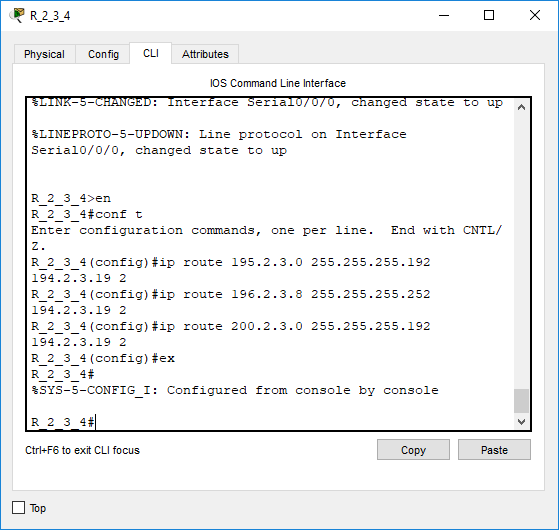 R_2_3_4
Physical Config CLI Attributes
IOS Command Line Interface
%LINK-5-CHANGED: Interface Serial0/0/0, changed state to up
%LINEPROTO-5-UPDOWN: Line protocol on Interface
Serial0/0/0, changed state to up
R_2_3_4>en
R_2_3_4#conf t
Enter configuration commands, one per line.  End with CNTL/
Z.
R_2_3_4(config)#ip route 195.2.3.0 255.255.255.192
194.2.3.19 2
R_2_3_4(config)#ip route 196.2.3.8 255.255.255.252
194.2.3.19 2
R_2_3_4(config)#ip route 200.2.3.0 255.255.255.192
194.2.3.19 2
R_2_3_4(config)#ex
R_2_3_4#
%SYS-5-CONFIG_I: Configured from console by console
R_2_3_4#
Ctrl+F6 to exit CLI focus
Copy Paste
Top